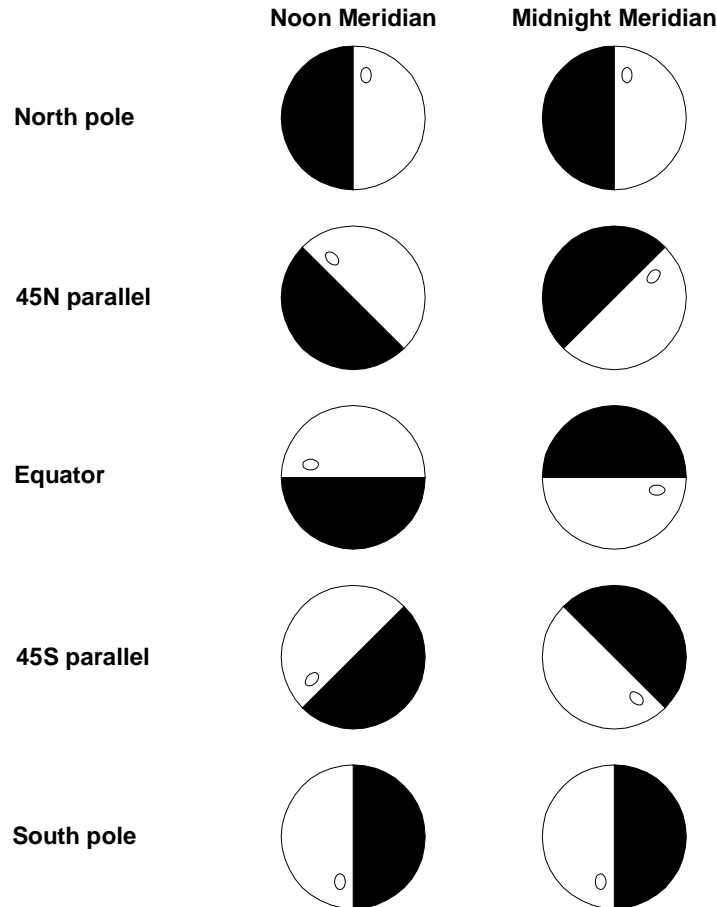 Noon Meridian Midnight Meridian
North pole
45N parallel
Equator
45S parallel
South pole